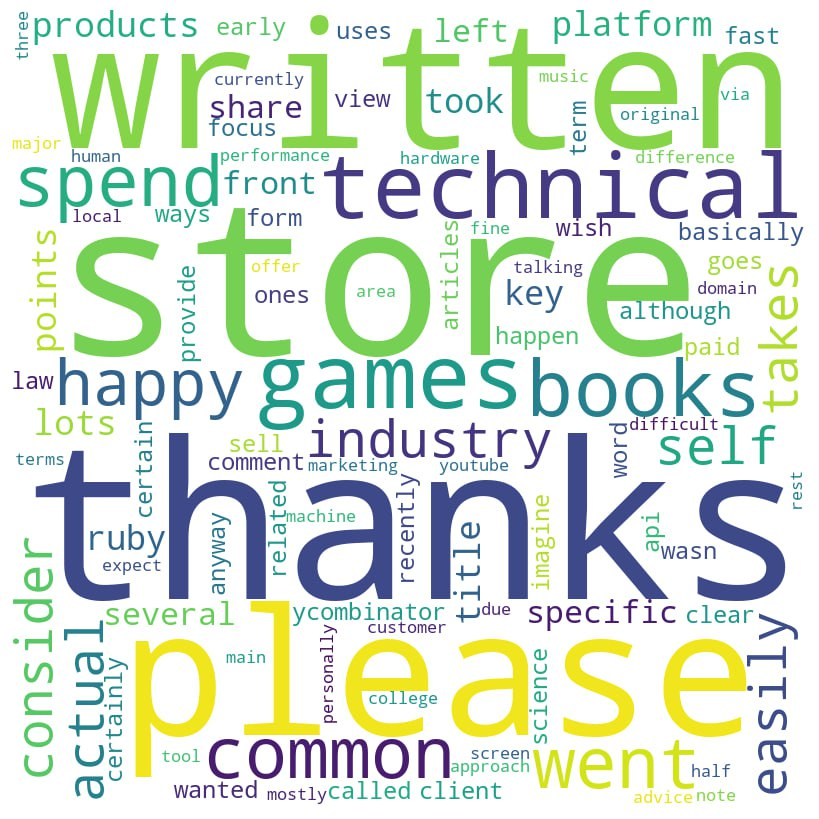 three products early uses left platform fast
written
currently music via
share view took term original
major focus
human performance hardware difference
spend front technical
local ways form fine wish basically
store
points provide offer area articles talking goes domain
ones key although
happen paid takes
law happy games books
lots certain industry difficult self
sell word
terms comment marketing youtube rest
thanks
ruby anyway related machine recently title imagine api wasn
expect
consider several ycombinator due specific clear easily
actual please
customer
main personally college science
certainly
tool common screen went
approach half
wanted mostly called client advice note